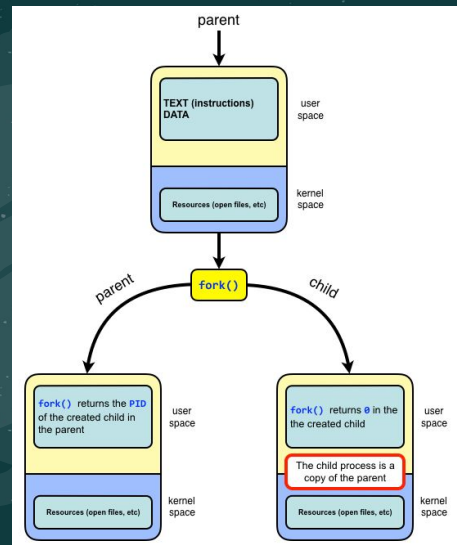 parent
TEXT (instructions)
DATA
user
space
Resources (open files, etc)
kernel
space
fork()
parent
child
fork() returns the PID
of the created child in
the parent
user
space
Resources (open files, etc)
kernel
space
fork() returns 0 in the
the created child
user
space
The child process is a
copy of the parent
Resources (open files, etc)
kernel
space